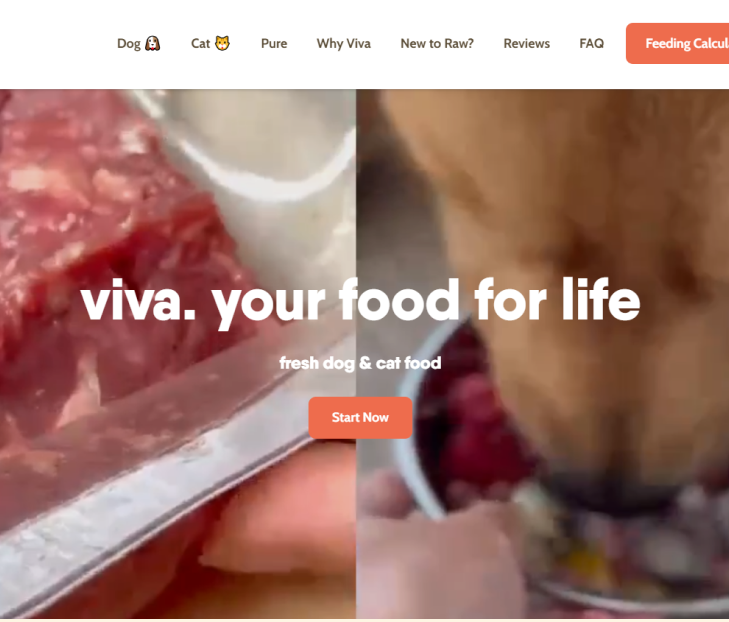 Dog Cat Pure Why Viva New to Raw? Reviews FAQ Feeding
viva. your food for life
fresh dog & cat food
Start Now